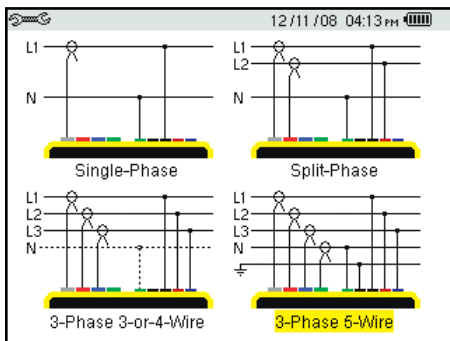 12/11/08 04:13 PM
L1
N
Single-Phase
L1
L2
N
Split-Phase
L1
L2
L3
N
3-Phase 3-or-4-Wire
L1
L2
L3
N
3-Phase 5-Wire